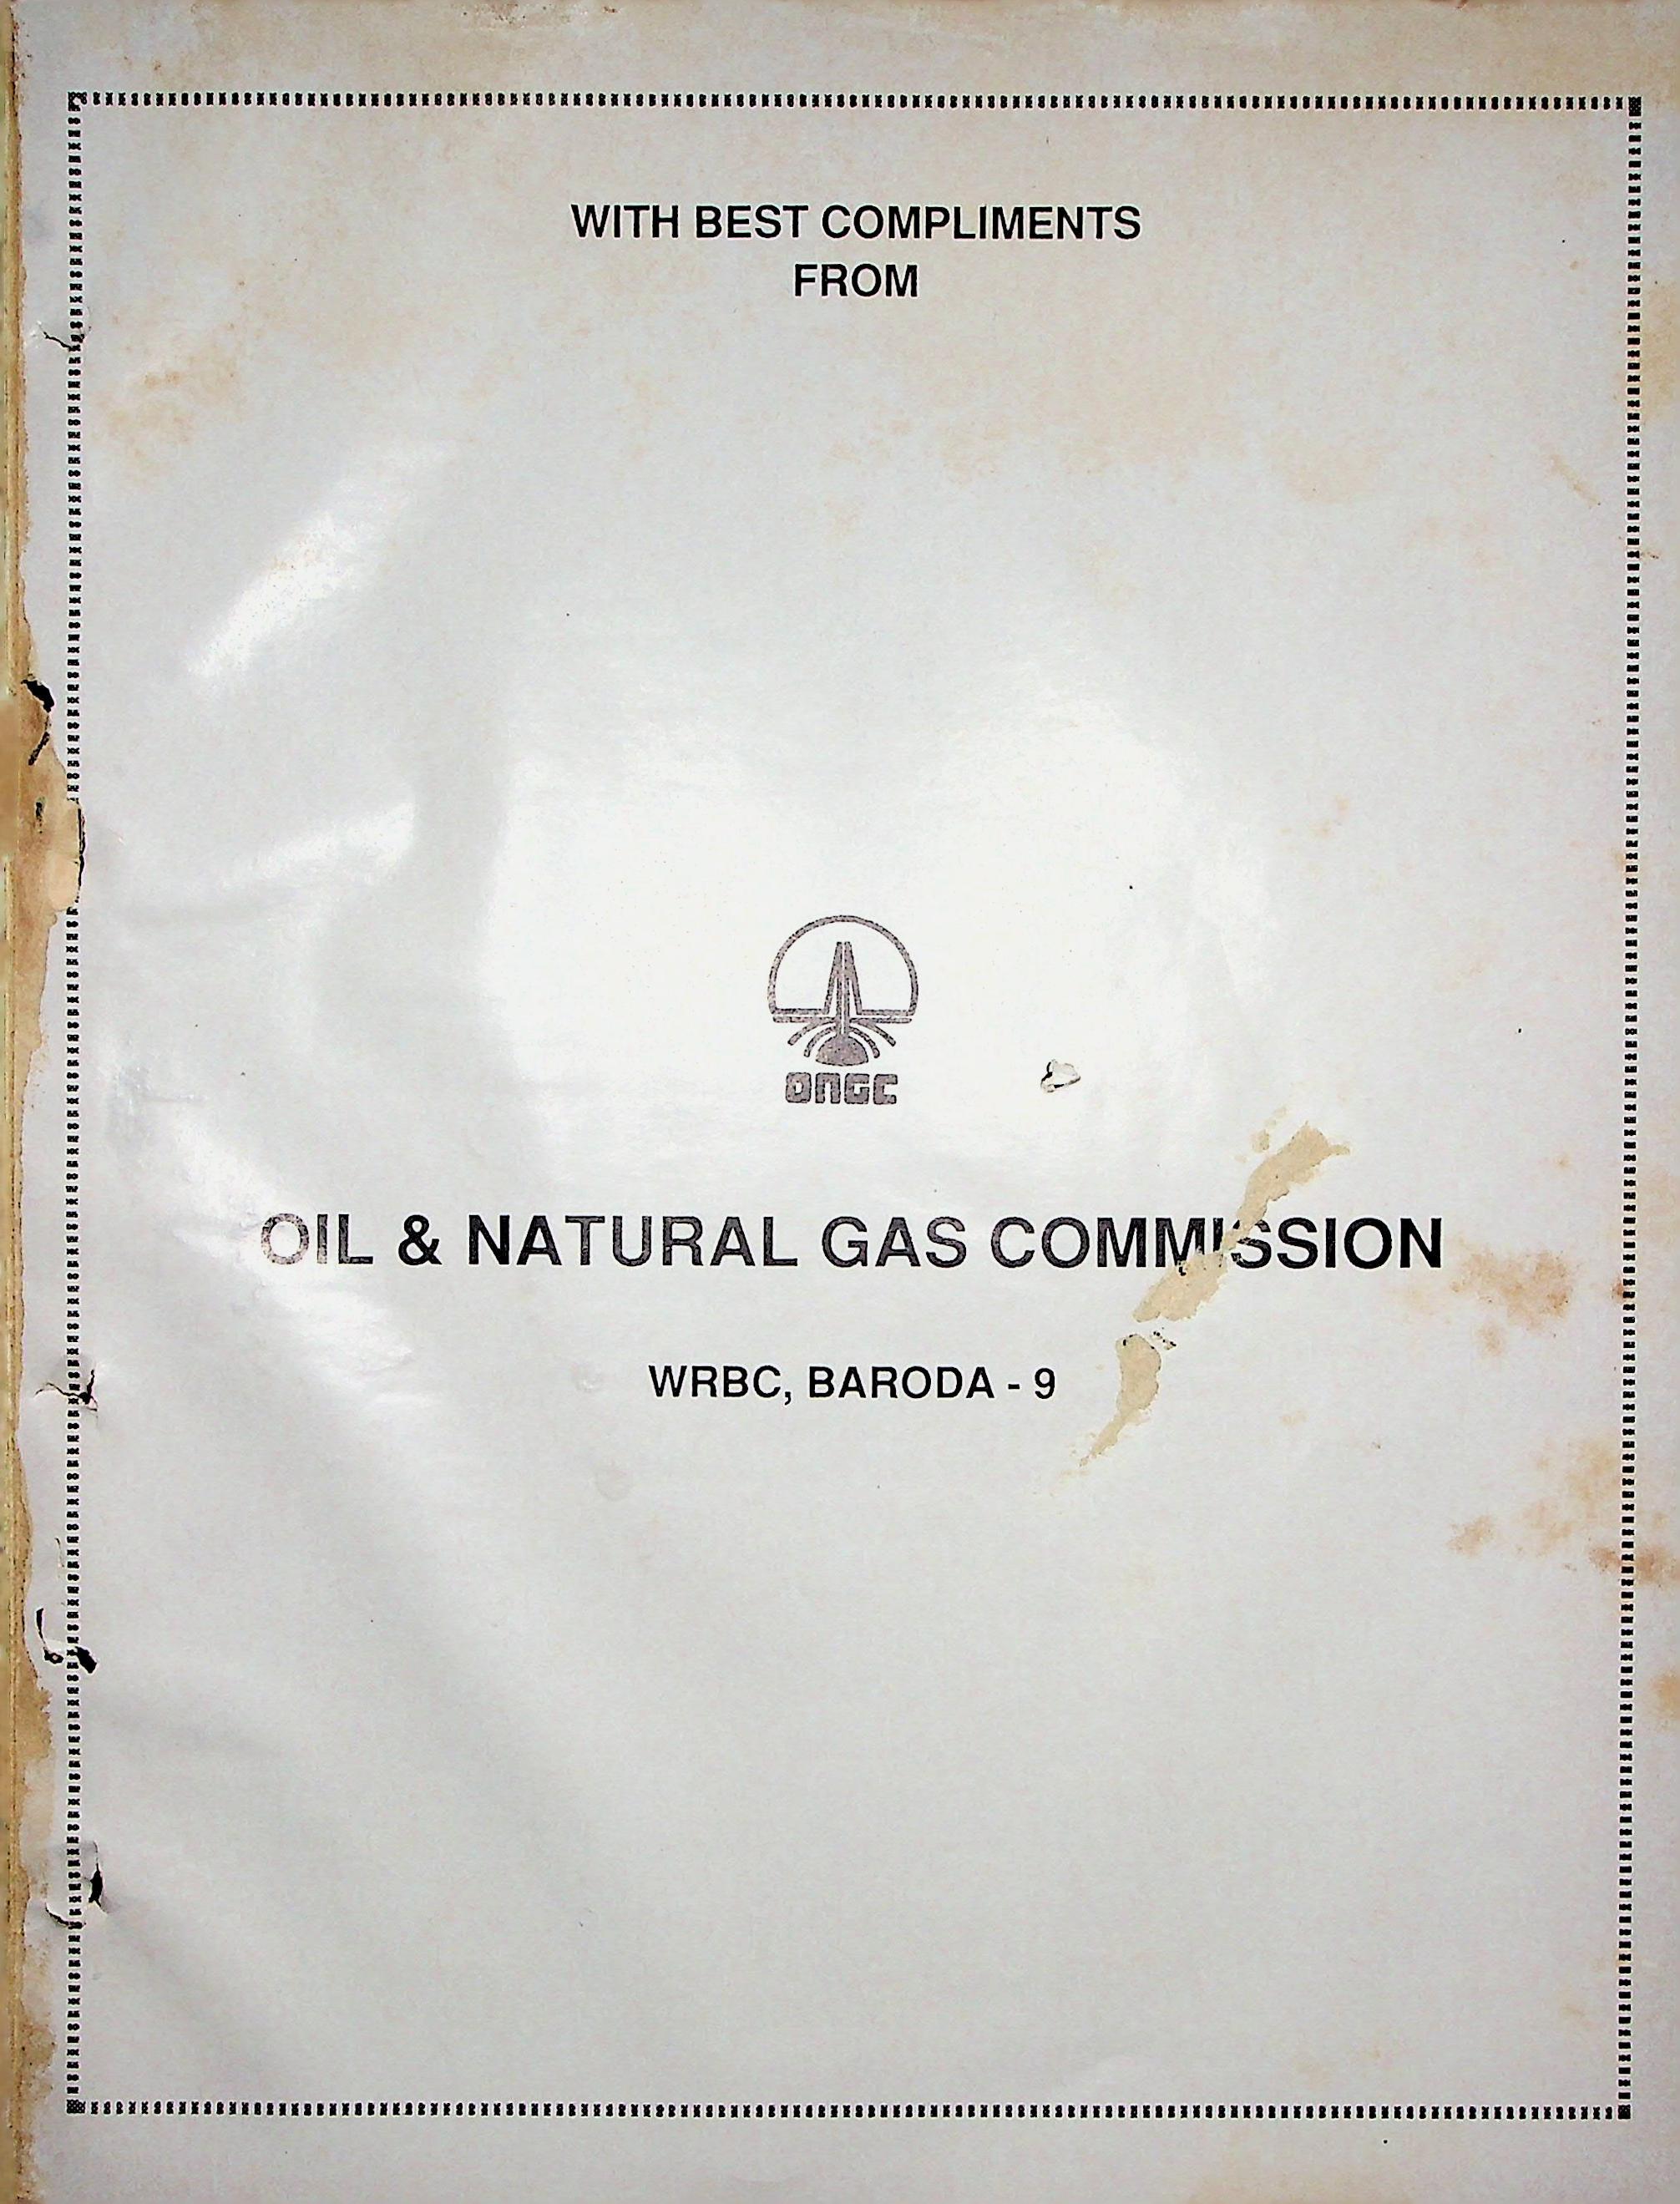 WITH BEST COMPLIMENTS
FROM
ONGC
OIL & NATURAL GAS COMMISSION
WRBC, BARODA - 9